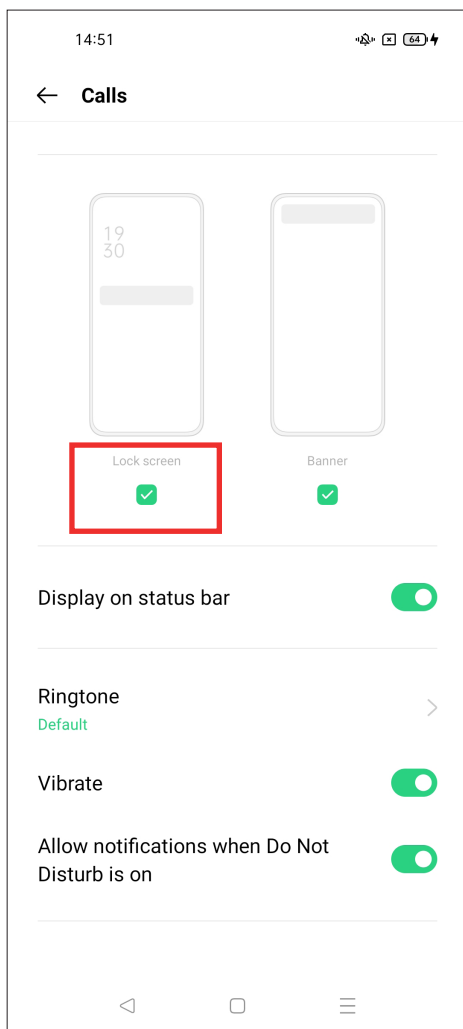 14:51
64
Calls
19
30
Lock screen
Banner
Display on status bar
Ringtone
Default
Vibrate
Allow notifications when Do Not
Disturb is on